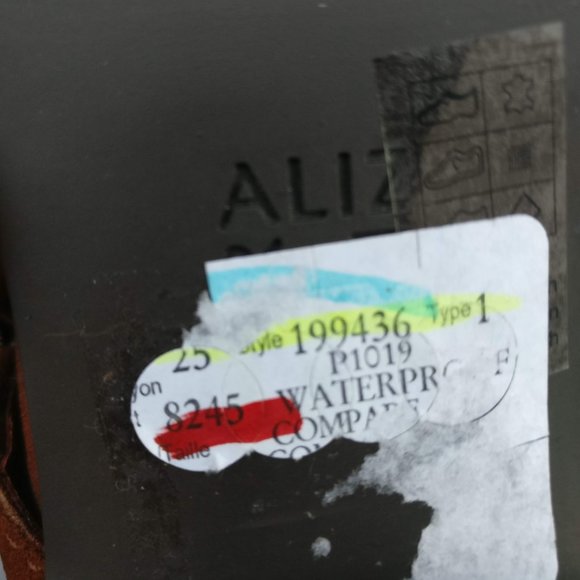 ALIZ
Style 199436 Type 1
25
P1019
yon
8245 WATERPR F
t
COMPARE
Taille